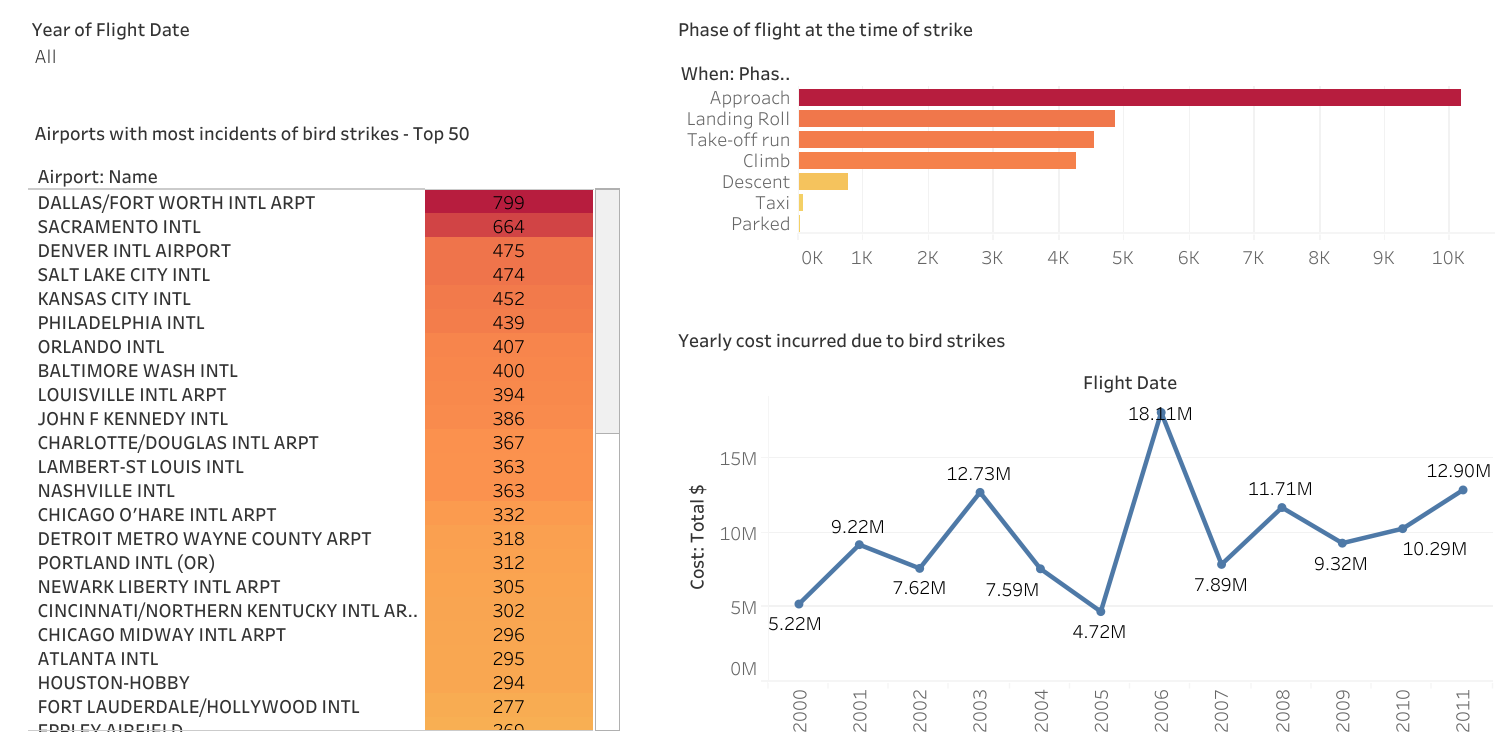 Year of Flight Date
All
Airports with most incidents of bird strikes - Top 50
Airport: Name
DALLAS/FORT WORTH INTL ARPT 799
SACRAMENTO INTL 664
DENVER INTL AIRPORT 475
SALT LAKE CITY INTL 474
KANSAS CITY INTL 452
PHILADELPHIA INTL 439
ORLANDO INTL 407
BALTIMORE WASH INTL 400
LOUISVILLE INTL ARPT 394
JOHN F KENNEDY INTL 386
CHARLOTTE/DOUGLAS INTL ARPT 367
LAMBERT-ST LOUIS INTL 363
NASHVILLE INTL 363
CHICAGO O'HARE INTL ARPT 332
DETROIT METRO WAYNE COUNTY ARPT 318
PORTLAND INTL (OR) 312
NEWARK LIBERTY INTL ARPT 305
CINCINNATI/NORTHERN KENTUCKY INTL AR.. 302
CHICAGO MIDWAY INTL ARPT 296
ATLANTA INTL 295
HOUSTON-HOBBY 294
FORT LAUDERDALE/HOLLYWOOD INTL 277
EPPLEY AIRFIELD
Phase of flight at the time of strike
When: Phas..
Approach
Landing Roll
Take-off run
Climb
Descent
Taxi
Parked
0K 1K 2K 3K 4K 5K 6K 7K 8K 9K 10K
Yearly cost incurred due to bird strikes
Flight Date
Cost: Total $
15M
10M
5M
0M
5.22M
9.22M
7.62M
12.73M
7.59M
4.72M
18.11M
7.89M
11.71M
9.32M
10.29M
12.90M
2000 2001 2002 2003 2004 2005 2006 2007 2008 2009 2010 2011